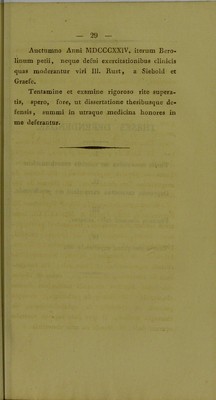 — 29 —
Auctumno Anni MDCCCXXIV, iterum Bero-
linum petii, neque defui exercitationibus clinicis
quas moderantur viri Ill. Rust, a Siebold et
Graefe.
Tentamine et examine rigoroso rite supera-
tis, spero, fore, ut dissertatione thesibusque de-
fensis, summi in utraque medicina honores in
me deferantur.